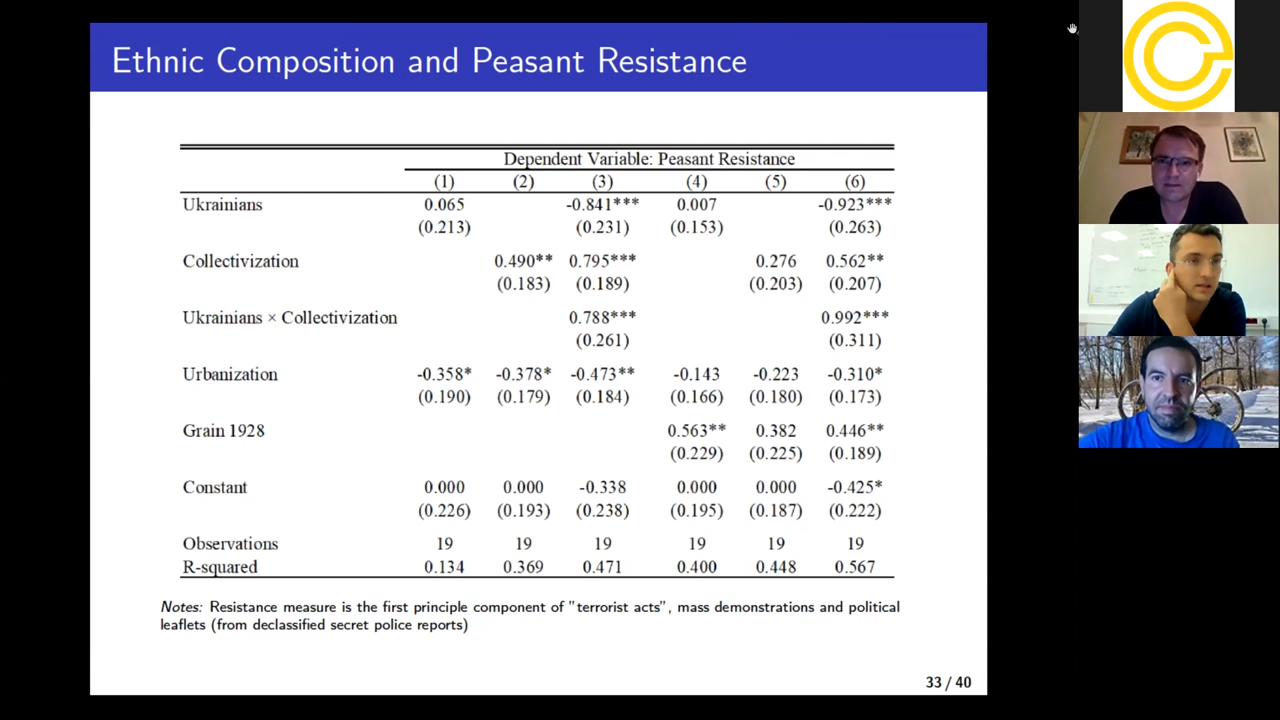 Ethnic Composition and Peasant Resistance
Dependent Variable: Peasant Resistance
(1) (2) (3) (4) (5) (6)
Ukrainians 0.065 -0.841*** 0.007 -0.923***
(0.213) (0.231) (0.153) (0.263)
Collectivization 0.490** 0.795*** 0.276 0.562**
(0.183) (0.189) (0.203) (0.207)
Ukrainians × Collectivization 0.788*** 0.992***
(0.261) (0.311)
Urbanization -0.358* -0.378* -0.473** -0.143 -0.223 -0.310*
(0.190) (0.179) (0.184) (0.166) (0.180) (0.173)
Grain 1928 0.563** 0.382 0.446**
(0.229) (0.225) (0.189)
Constant 0.000 0.000 -0.338 0.000 0.000 -0.425*
(0.226) (0.193) (0.238) (0.195) (0.187) (0.222)
Observations 19 19 19 19 19 19
R-squared 0.134 0.369 0.471 0.400 0.448 0.567
Notes: Resistance measure is the first principle component of "terrorist acts", mass demonstrations and political
leaflets (from declassified secret police reports)
33 / 40